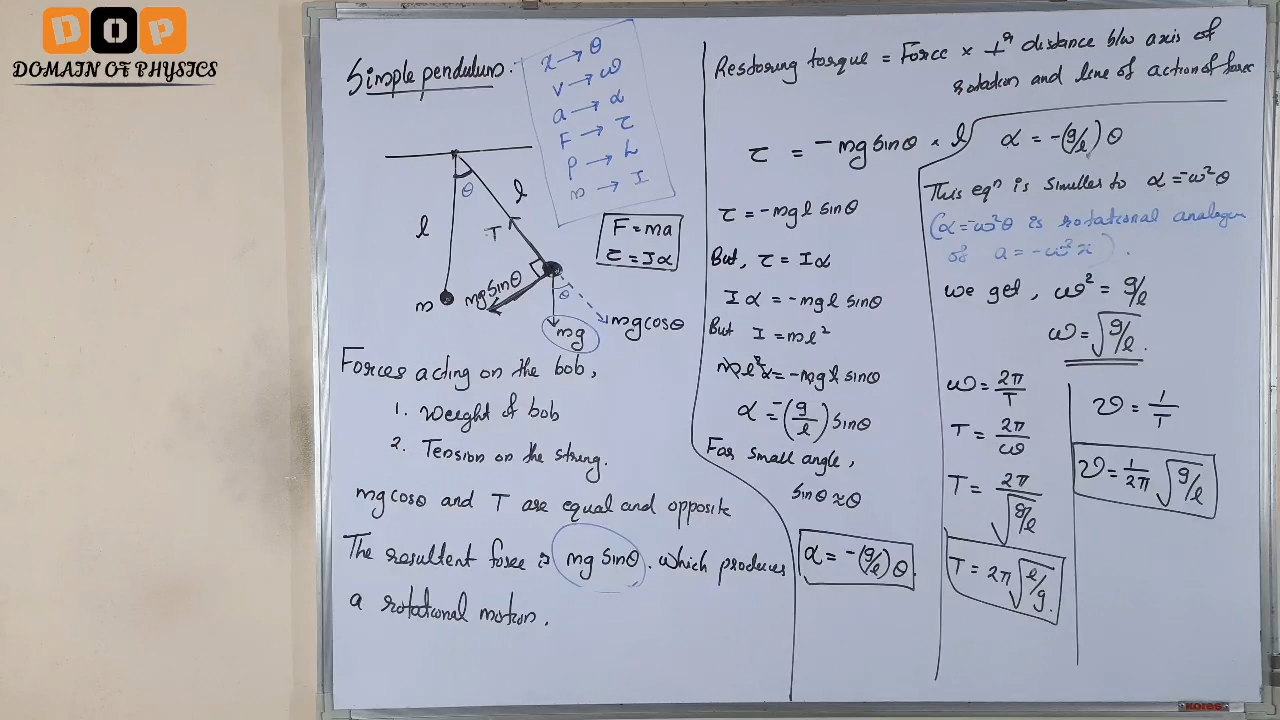 DOP
DOMAIN OF PHYSICS
Simple pendulum.
x → θ
v → ω
a → α
F → τ
p → L
m → I
θ
l
l
T
m
mg sinθ
θ
mg
mg cosθ
F = ma
τ = Iα
Forces acting on the bob,
1. Weight of bob
2. Tension on the string.
mg cosθ and T are equal and opposite
The resultent force is mg sinθ. which produces
a rotational motion.
Restoring torque = Force × ⊥r distance b/w axis of
rotation and line of action of force
τ = -mg sinθ × l
τ = -mgl sinθ
But, τ = Iα
Iα = -mgl sinθ
But I = ml²
ml²α = -mgl sinθ
α = -(g/l) sinθ
For small angle,
sinθ ≈ θ
α = -(g/l) θ
α = -(g/l) θ
This eqn is similer to α = -ω²θ
(α = -ω²θ is rotational analogue
of a = -ω²x).
we get, ω² = g/l
ω = √g/l.
ω = 2π/T
T = 2π/ω
T = 2π/√g/l
T = 2π √l/g.
ν = 1/T
ν = 1/2π √g/l
kores